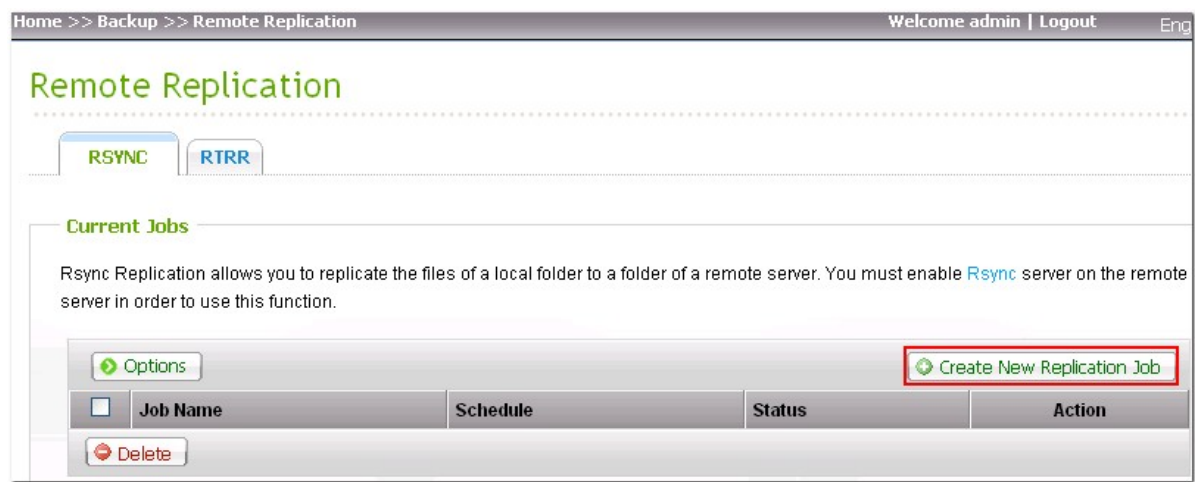 Home >> Backup >> Remote Replication Welcome admin | Logout Eng
Remote Replication
RSYNC RTRR
Current Jobs
Rsync Replication allows you to replicate the files of a local folder to a folder of a remote server. You must enable Rsync server on the remote
server in order to use this function.
Options Create New Replication Job
Job Name Schedule Status Action
Delete